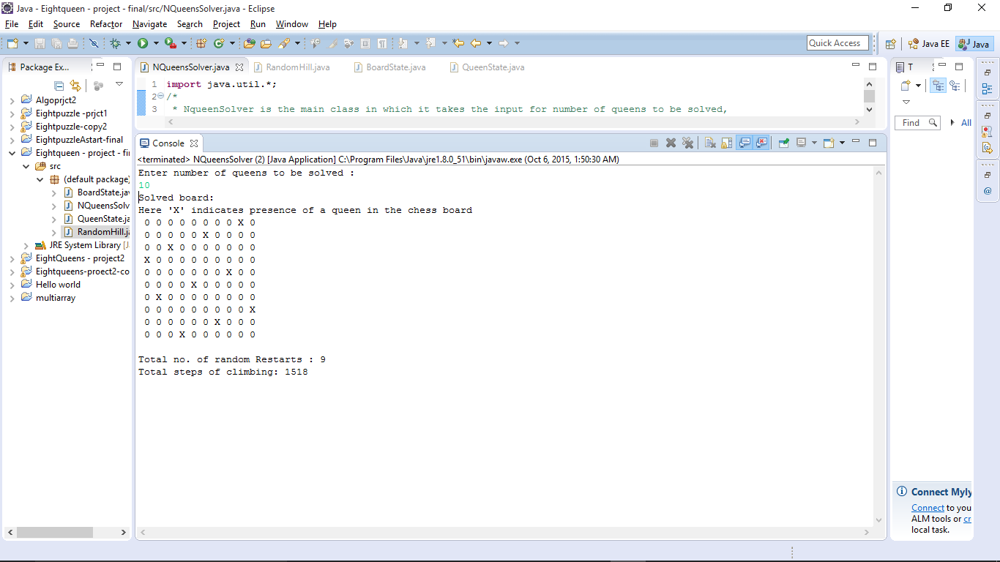 Java - Eightqueen - project - final/src/NQueensSolver.java - Eclipse
File Edit Source Refactor Navigate Search Project Run Window Help
Quick Access
Java EE
Java
Package Ex...
Algoprjct2
Eightpuzzle -prjct1
Eightpuzzle-copy2
EightpuzzleAstart-final
Eightqueen - project - fi
src
(default package)
BoardState.jav
NQueensSolv
QueenState.ja
RandomHill.j
JRE System Library [J
EightQueens - project2
Eightqueens-proect2-co
Hello world
multiarray
NQueensSolver.java RandomHill.java BoardState.java QueenState.java
1 import java.util.*;
2 /*
3 * NqueenSolver is the main class in which it takes the input for number of queens to be solved,
Console
<terminated> NQueensSolver (2) [Java Application] C:\Program Files\Java\jre1.8.0_51\bin\javaw.exe (Oct 6, 2015, 1:50:30 AM)
Enter number of queens to be solved :
10
Solved board:
Here 'X' indicates presence of a queen in the chess board
0 0 0 0 0 0 0 0 X 0
0 0 0 0 0 X 0 0 0 0
0 0 X 0 0 0 0 0 0 0
X 0 0 0 0 0 0 0 0 0
0 0 0 0 0 0 0 X 0 0
0 0 0 0 X 0 0 0 0 0
0 X 0 0 0 0 0 0 0 0
0 0 0 0 0 0 0 0 0 X
0 0 0 0 0 0 X 0 0 0
0 0 0 X 0 0 0 0 0 0
Total no. of random Restarts : 9
Total steps of climbing: 1518
T
Find
All
Connect Myly
Connect to you
ALM tools or cr
local task.